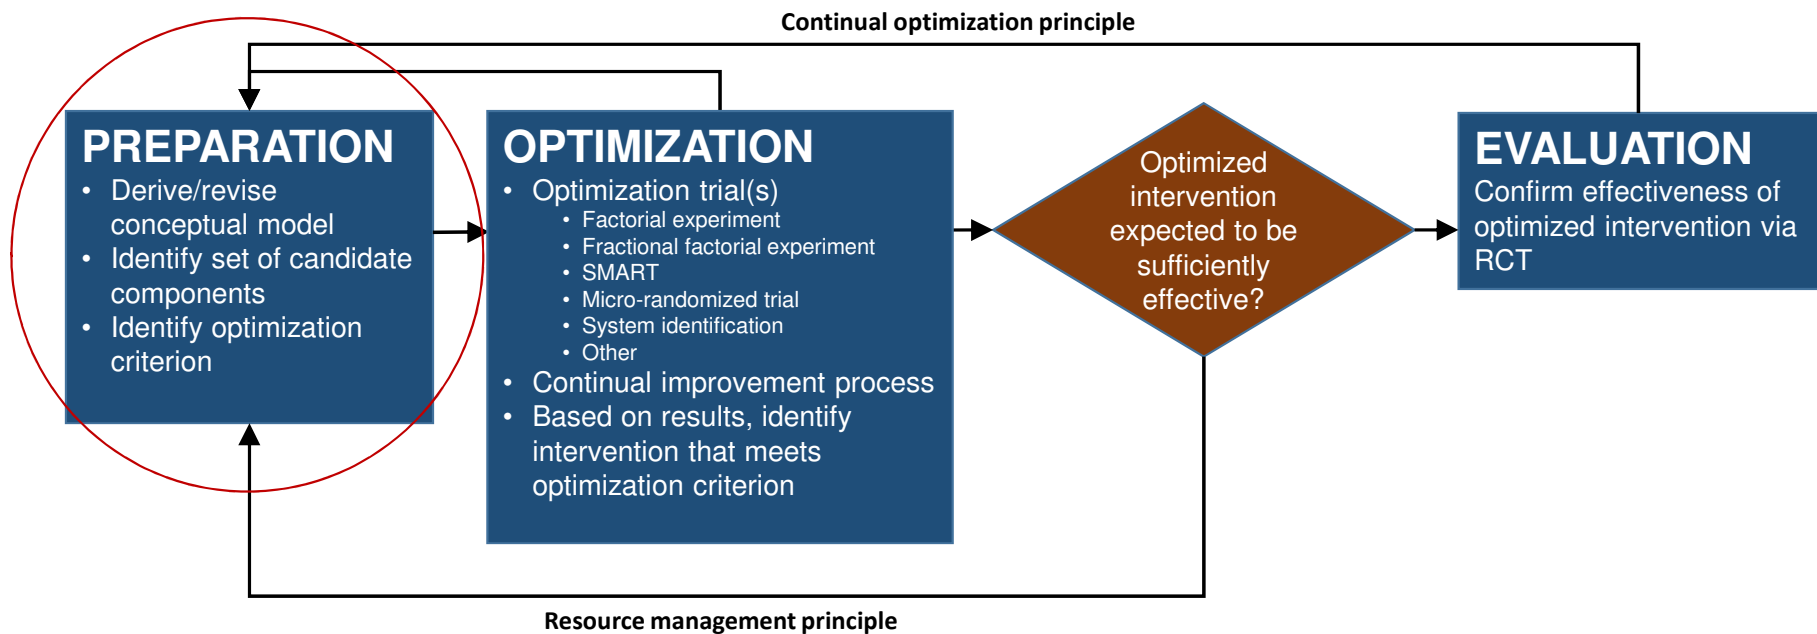 Continual optimization principle
PREPARATION
• Derive/revise
conceptual model
• Identify set of candidate
components
• Identify optimization
criterion
OPTIMIZATION
• Optimization trial(s)
• Factorial experiment
• Fractional factorial experiment
• SMART
• Micro-randomized trial
• System identification
• Other
• Continual improvement process
• Based on results, identify
intervention that meets
optimization criterion
Optimized
intervention
expected to be
sufficiently
effective?
EVALUATION
Confirm effectiveness of
optimized intervention via
RCT
Resource management principle